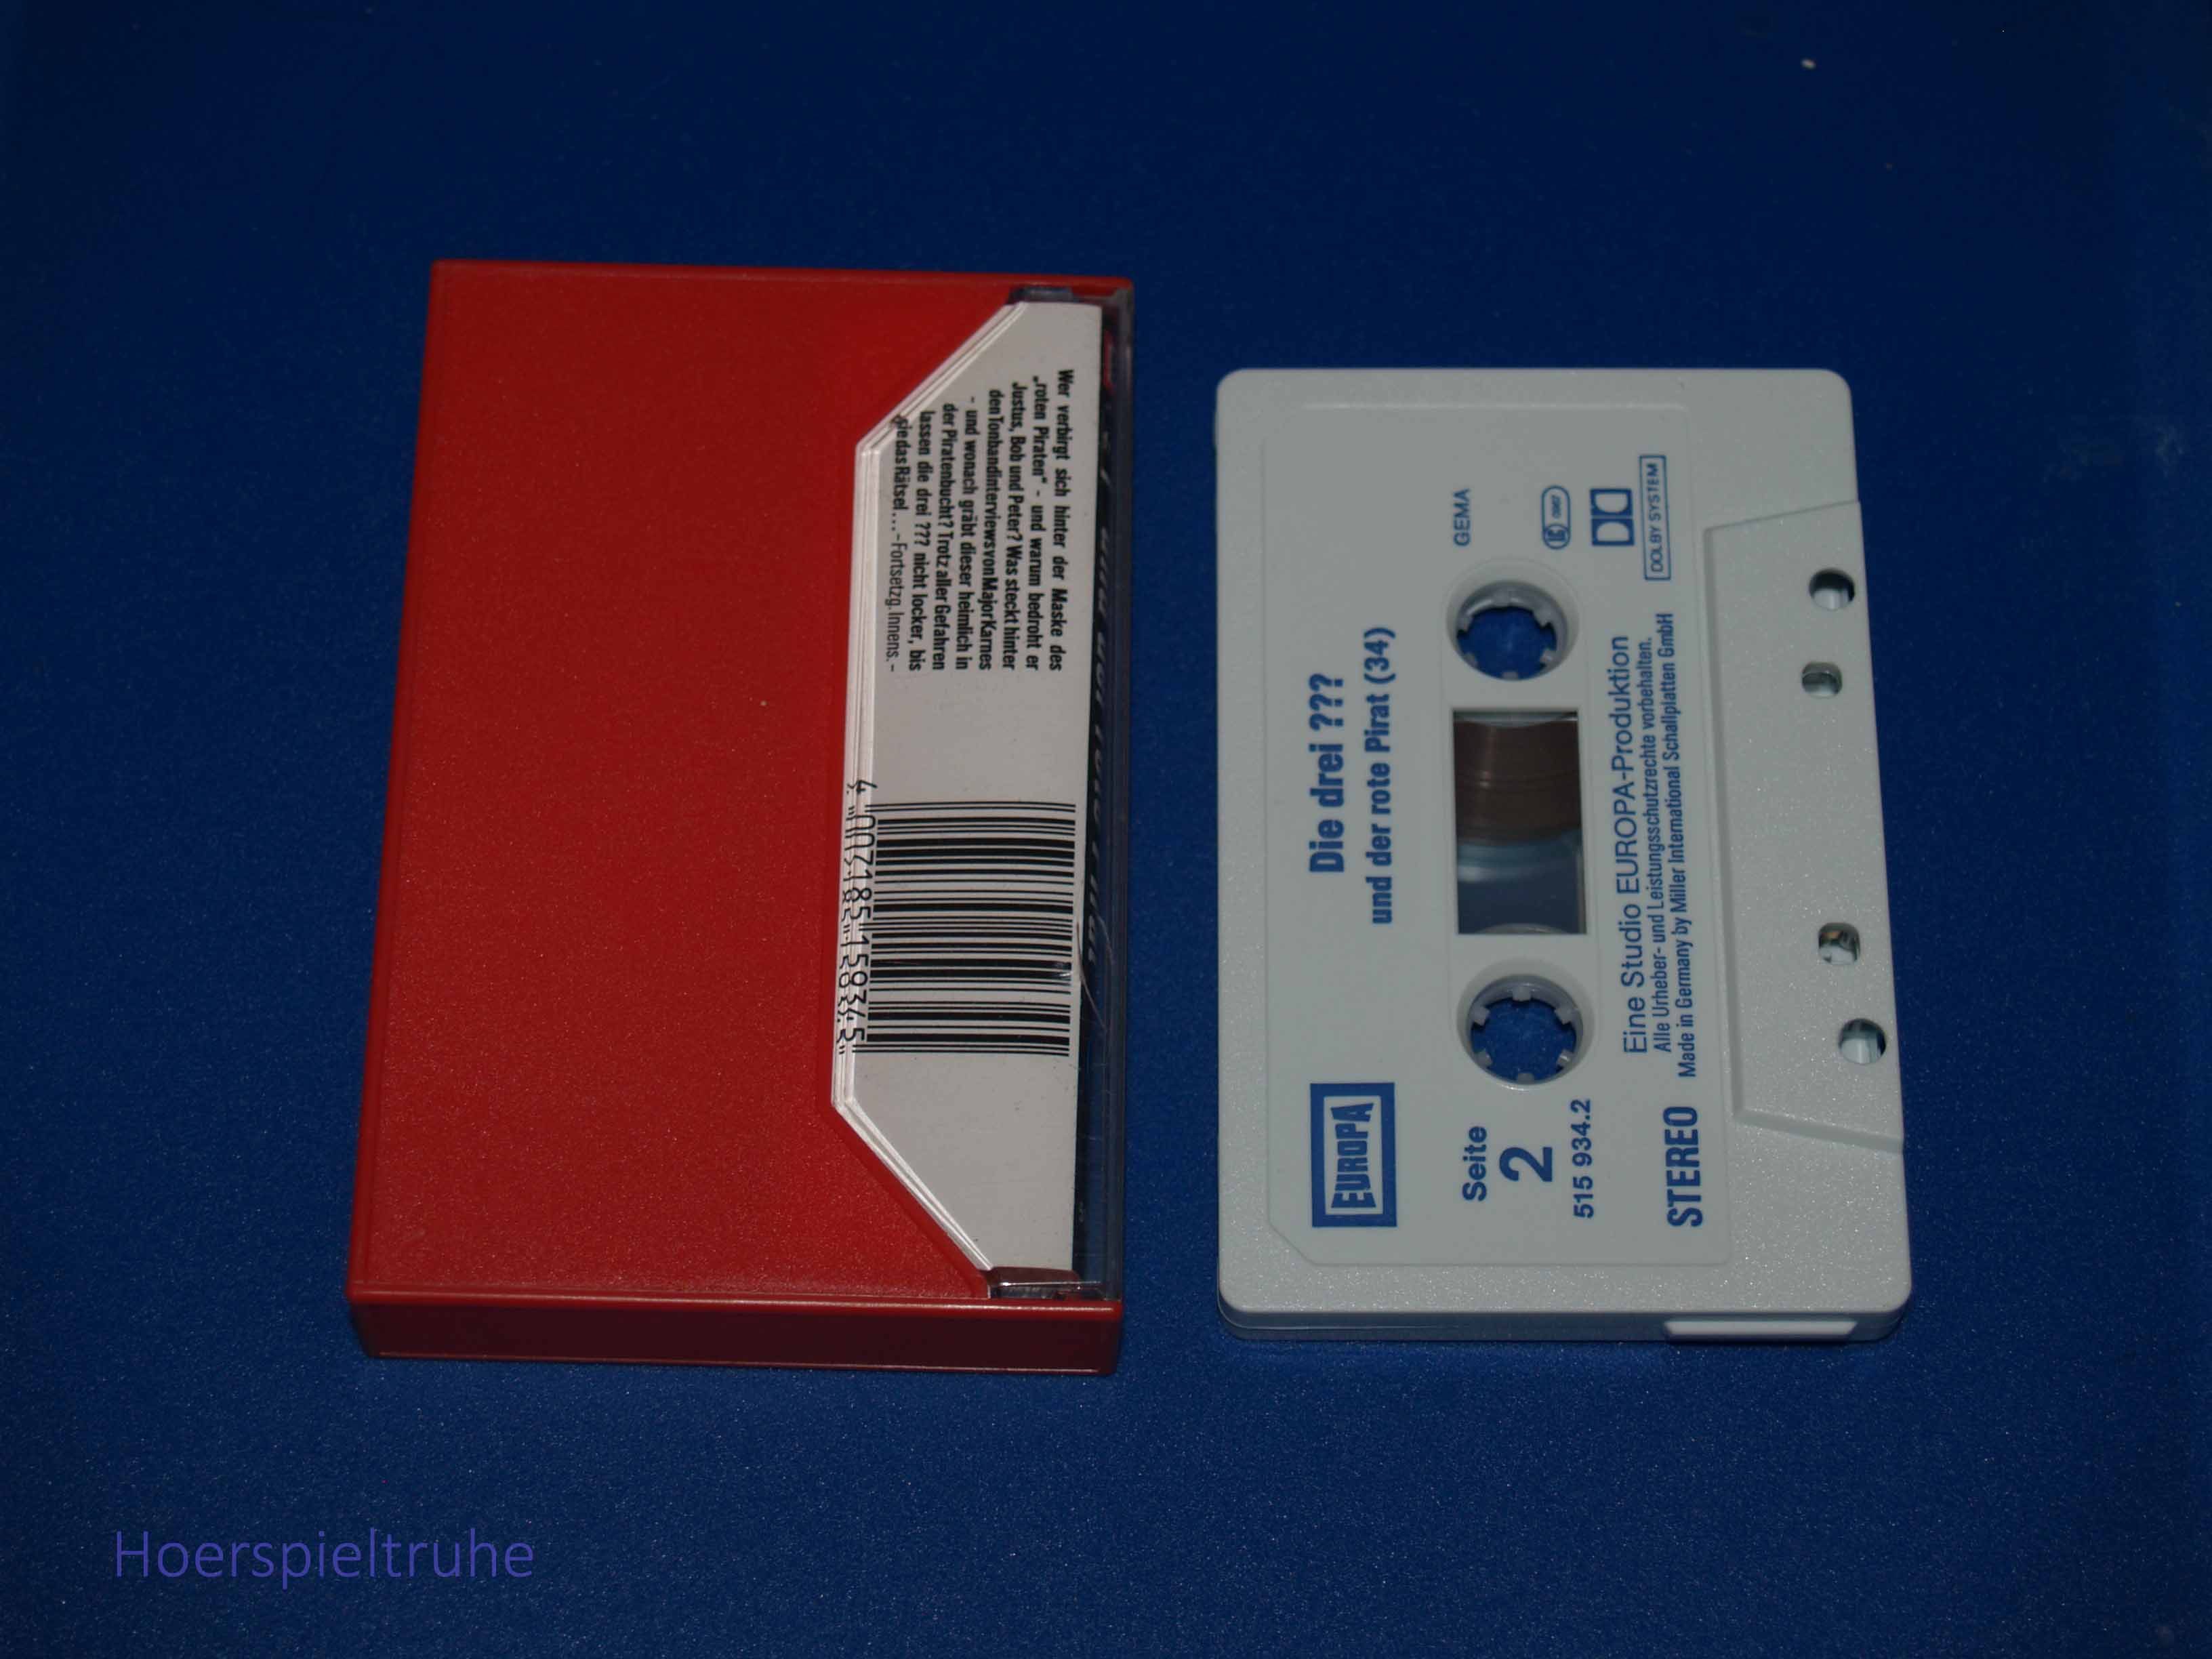 Wer verbirgt sich hinter der Maske des
„roten Piraten“ - und warum bedroht er
Justus, Bob und Peter? Was steckt hinter
den Tonbandinterviews von Major Karnes
- und wonach gräbt dieser heimlich in
der Piratenbucht? Trotz aller Gefahren
lassen die drei ??? nicht locker, bis
sie das Rätsel... - Fortsetzg. Innens. -
4 007185 159345
EUROPA
Die drei ???
und der rote Pirat (34)
Seite
2
515 934.2
GEMA
DOLBY SYSTEM
Eine Studio EUROPA-Produktion
Alle Urheber- und Leistungsschutzrechte vorbehalten.
STEREO Made in Germany by Miller International Schallplatten GmbH
Hoerspieltruhe